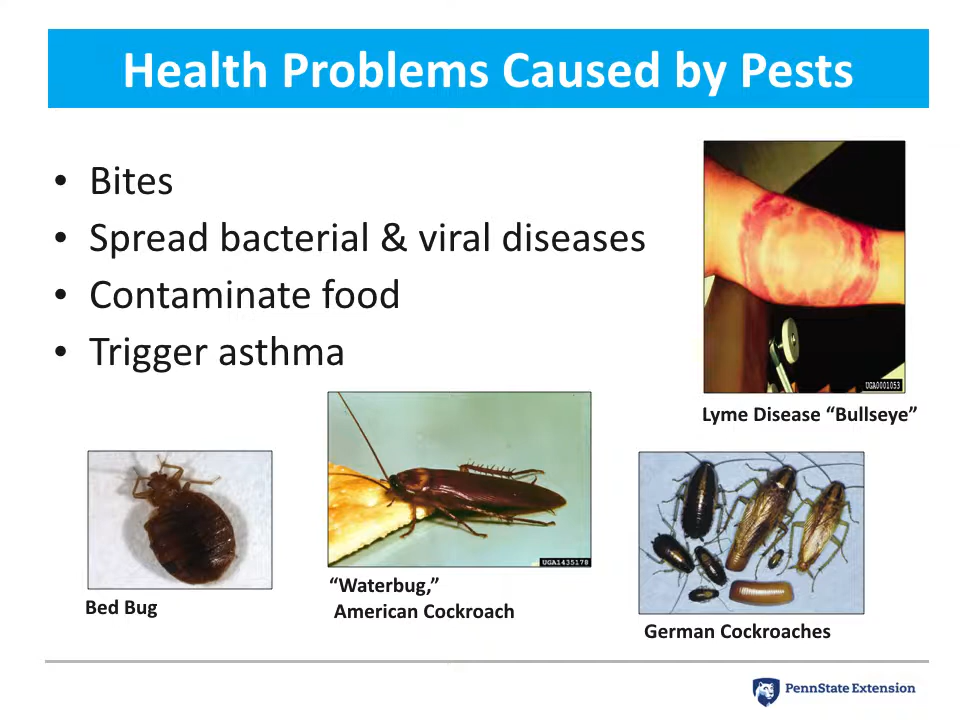 Health Problems Caused by Pests
• Bites
• Spread bacterial & viral diseases
• Contaminate food
• Trigger asthma
UGA0001053
Lyme Disease “Bullseye”
UGA1435178
Bed Bug
“Waterbug,”
American Cockroach
German Cockroaches
PennState Extension